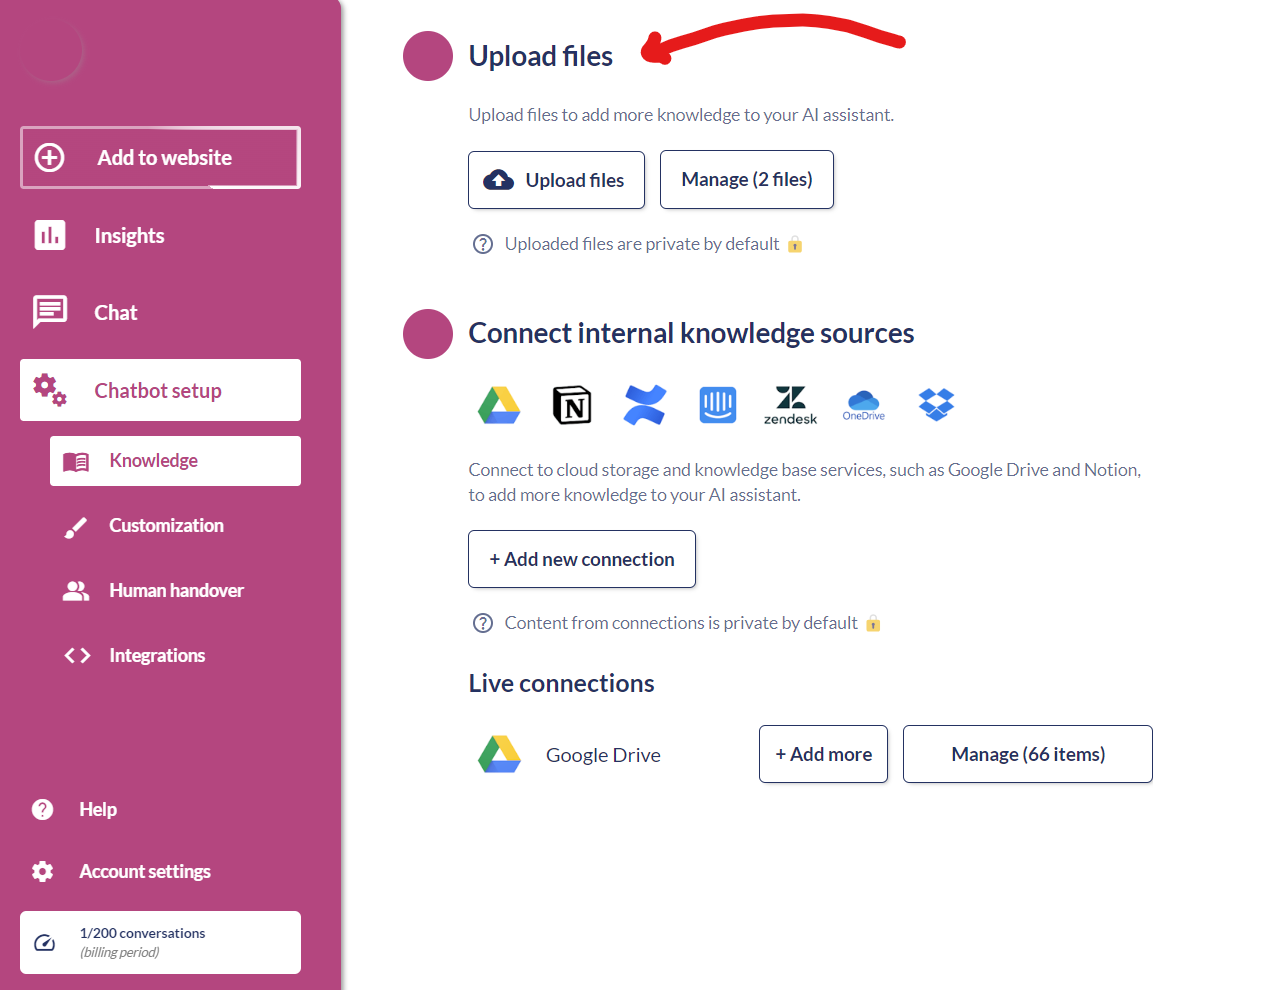 Add to website
Insights
Chat
Chatbot setup
Knowledge
Customization
Human handover
Integrations
Help
Account settings
1/200 conversations
(billing period)
Upload files
Upload files to add more knowledge to your AI assistant.
Upload files
Manage (2 files)
Uploaded files are private by default
Connect internal knowledge sources
N
zendesk
OneDrive
Connect to cloud storage and knowledge base services, such as Google Drive and Notion,
to add more knowledge to your AI assistant.
+ Add new connection
Content from connections is private by default
Live connections
Google Drive
+ Add more
Manage (66 items)